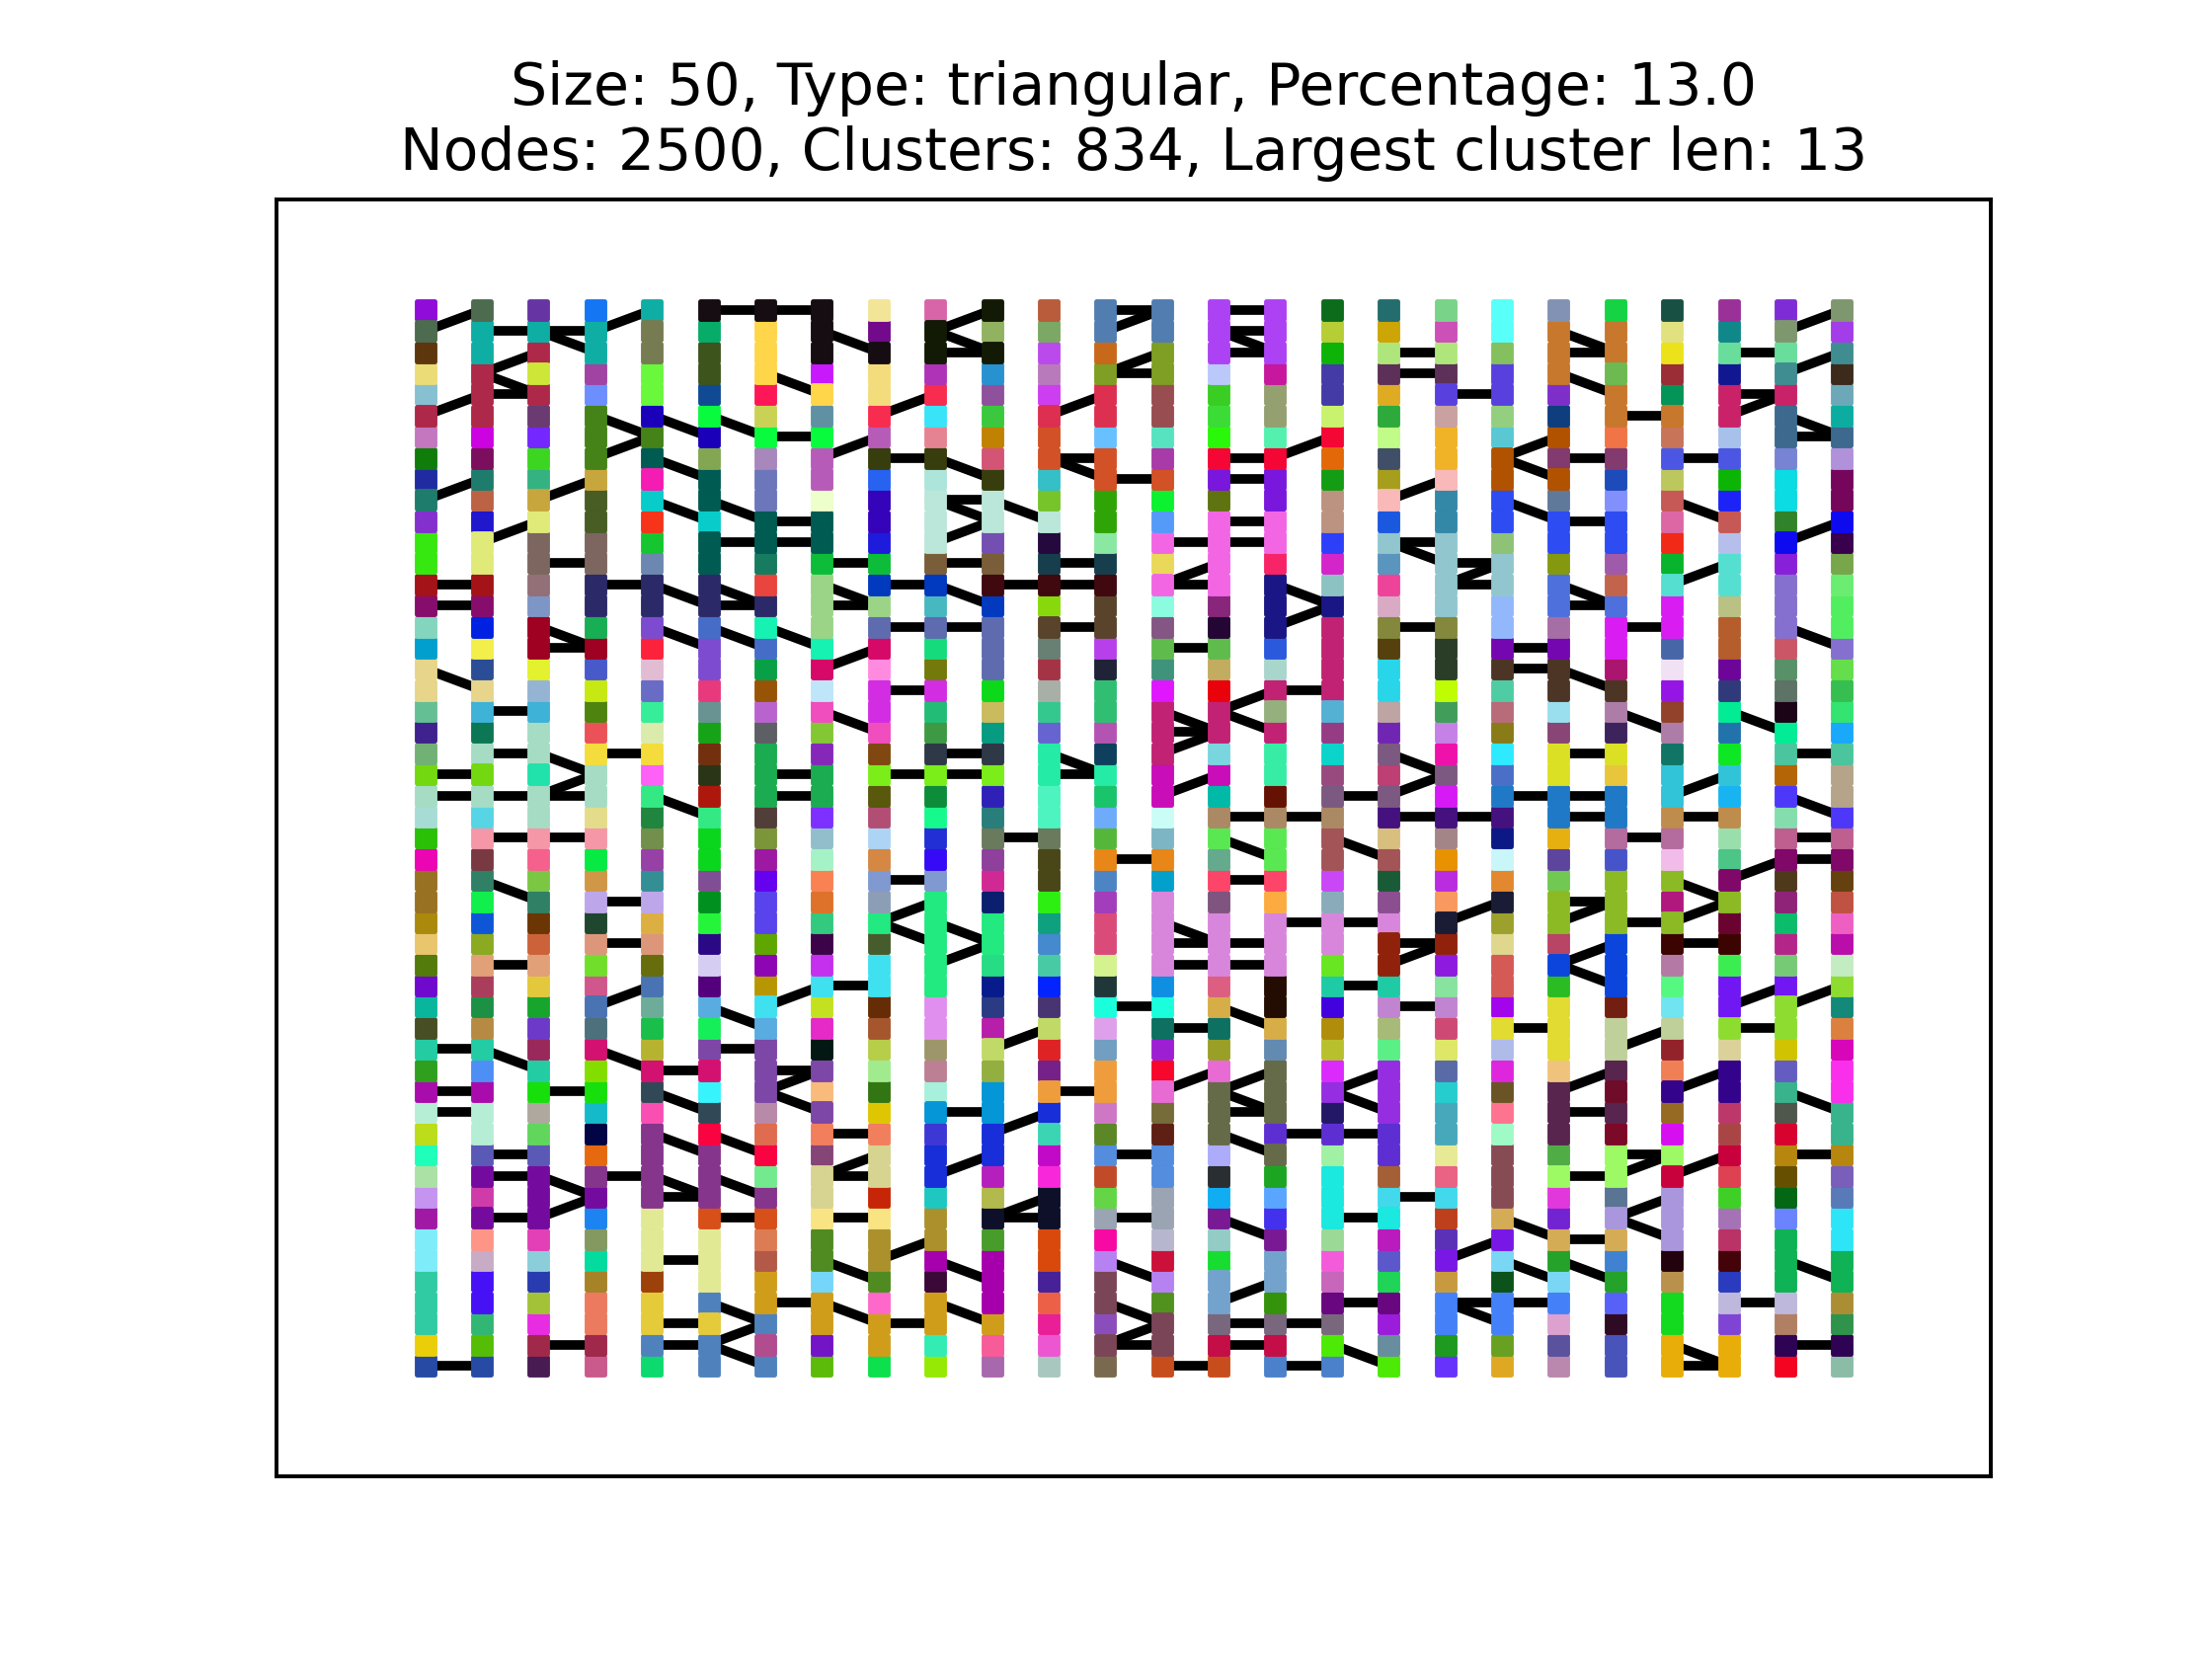 Size: 50, Type: triangular, Percentage: 13.0
Nodes: 2500, Clusters: 834, Largest cluster len: 13